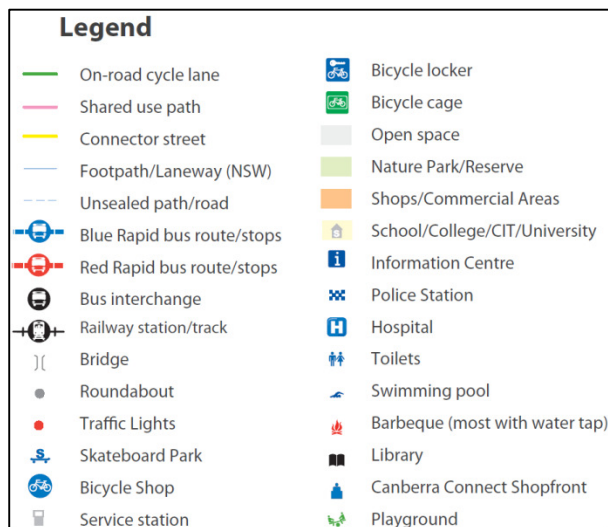 Legend
On-road cycle lane
Shared use path
Connector street
Footpath/Laneway (NSW)
Unsealed path/road
Blue Rapid bus route/stops
Red Rapid bus route/stops
Bus interchange
Railway station/track
Bridge
Roundabout
Traffic Lights
S Skateboard Park
Bicycle Shop
Service station
Bicycle locker
Bicycle cage
Open space
Nature Park/Reserve
Shops/Commercial Areas
S School/College/CIT/University
i Information Centre
Police Station
H Hospital
Toilets
Swimming pool
Barbeque (most with water tap)
Library
Canberra Connect Shopfront
Playground